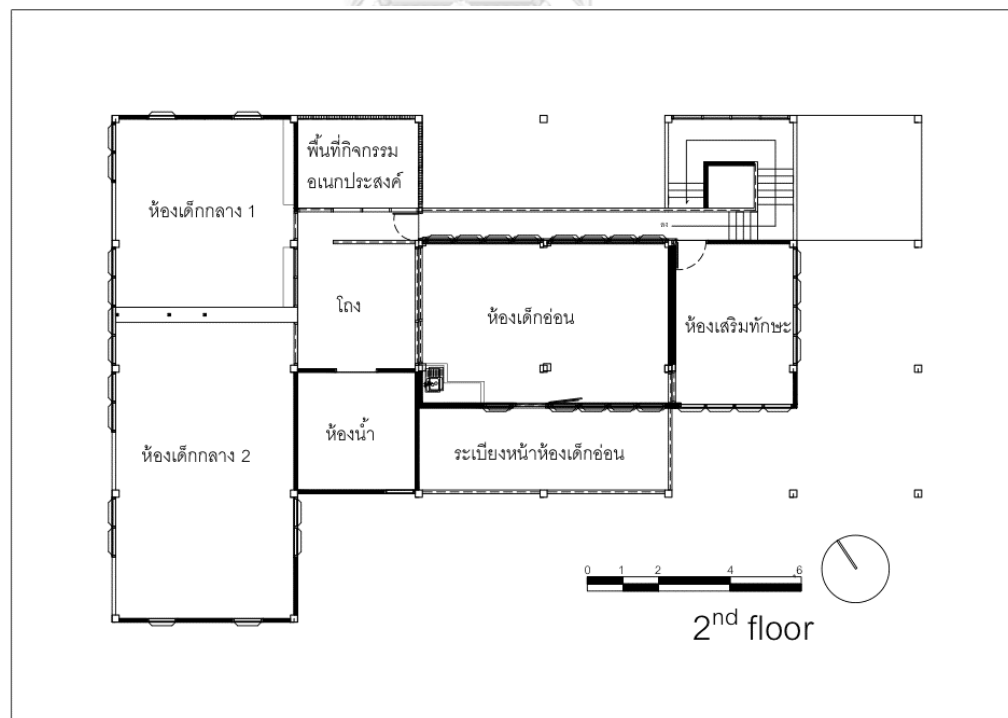 พื้นที่กิจกรรม
อเนกประสงค์
ห้องเด็กกลาง 1
โถง
ห้องเด็กอ่อน
ห้องเสริมทักษะ
ห้องน้ำ
ห้องเด็กกลาง 2
ระเบียงหน้าห้องเด็กอ่อน
0 1 2 4 6
2nd floor